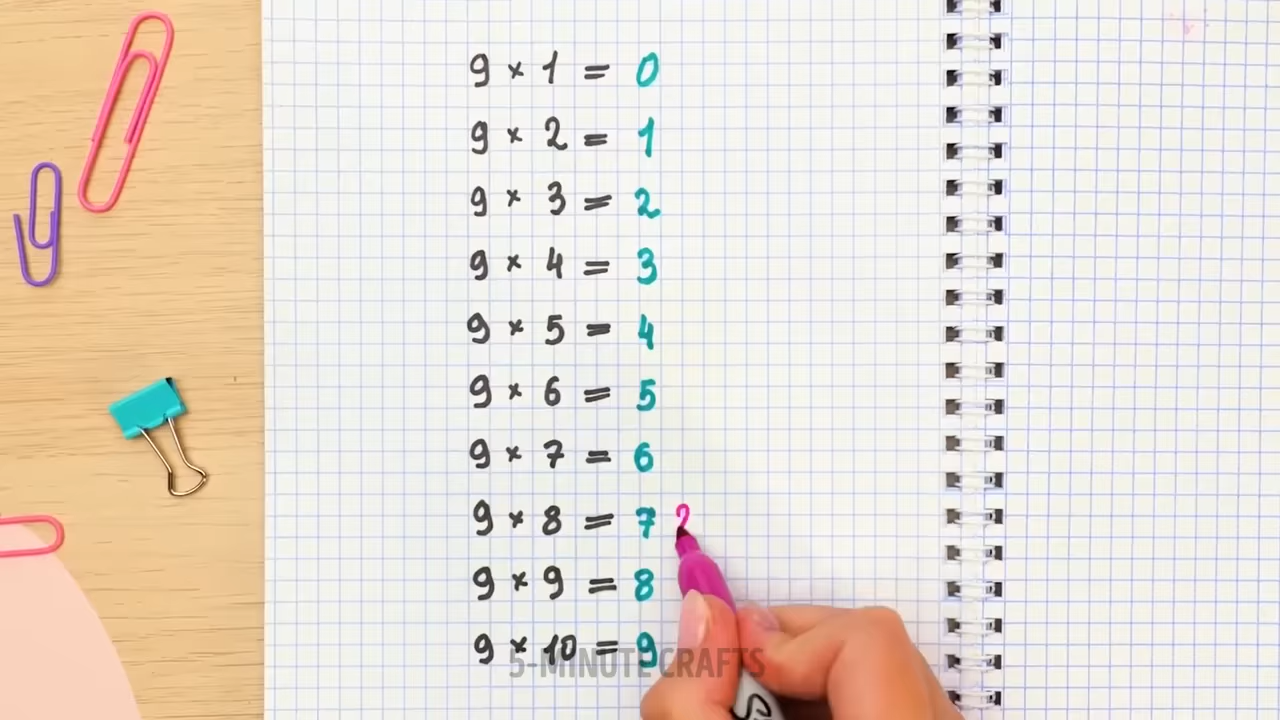 9 × 1 = 0
9 × 2 = 1
9 × 3 = 2
9 × 4 = 3
9 × 5 = 4
9 × 6 = 5
9 × 7 = 6
9 × 8 = 7
9 × 9 = 8
9 × 10 = 9
5-MINUTE CRAFTS